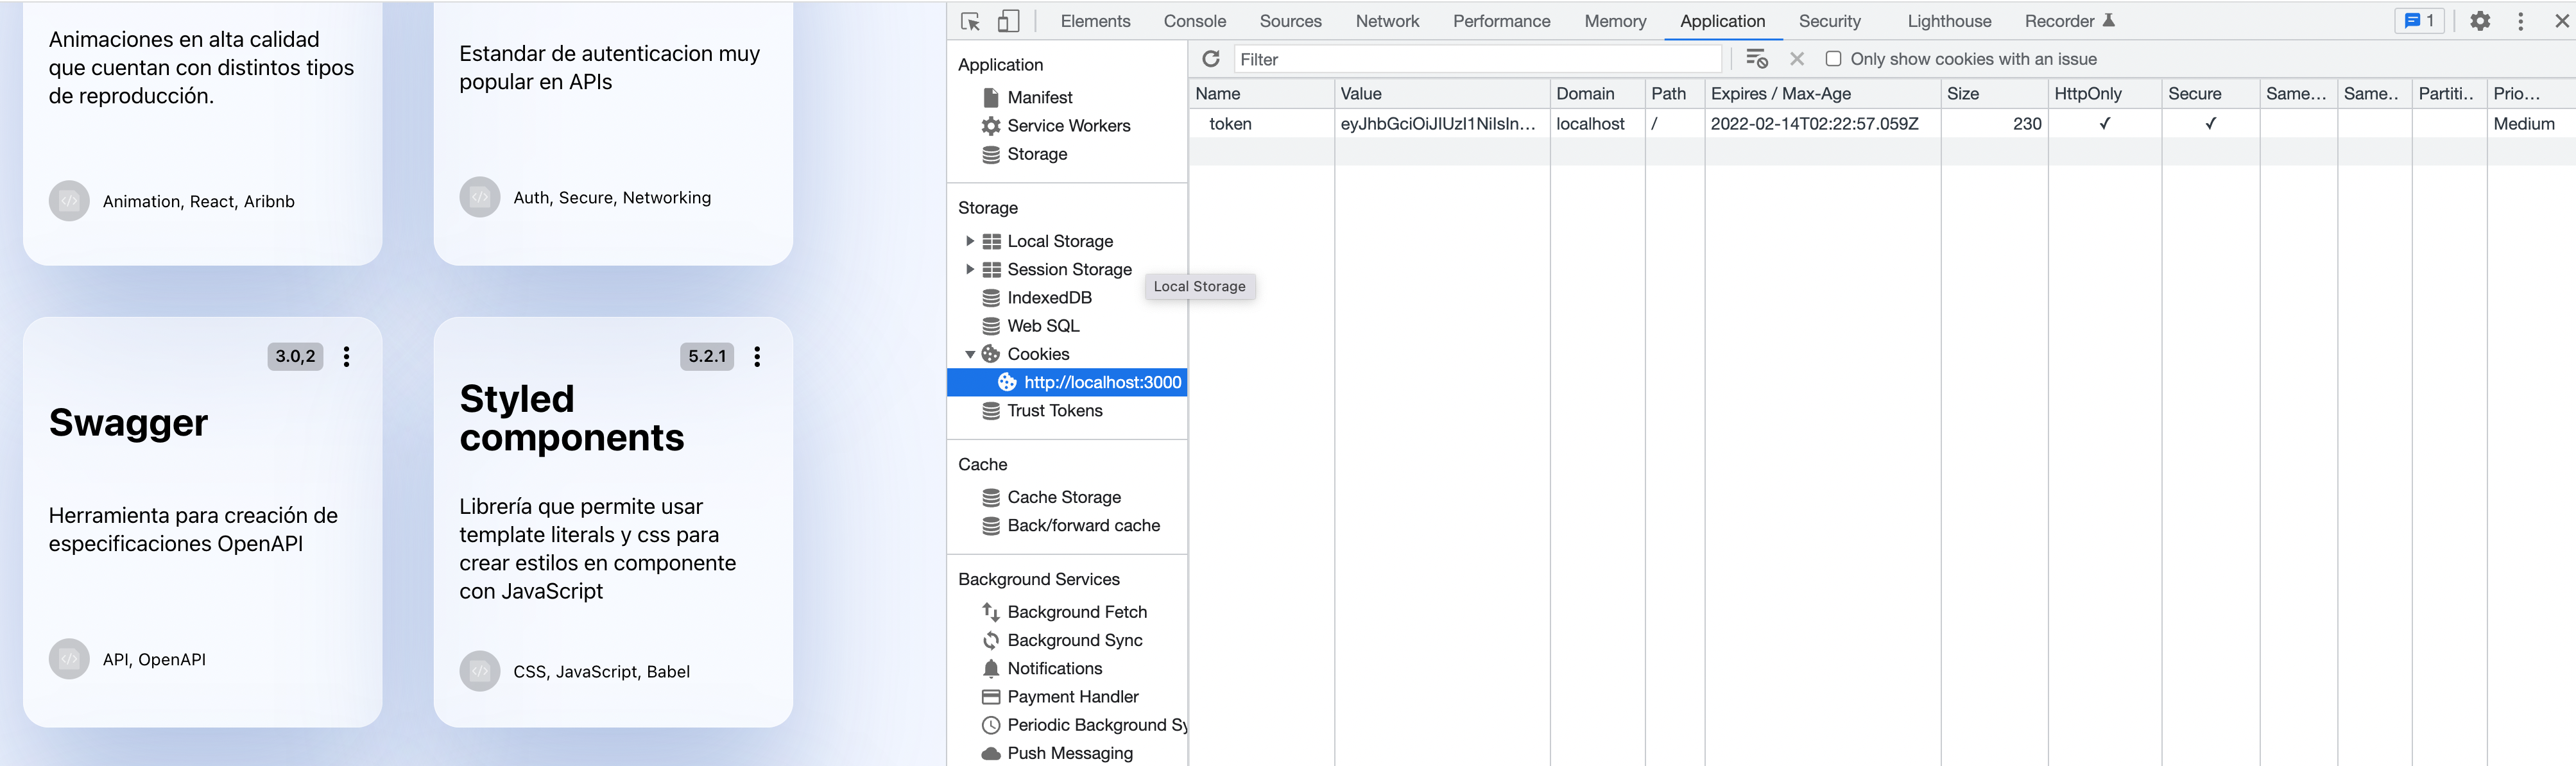 Animaciones en alta calidad
que cuentan con distintos tipos
de reproducción.
Animation, React, Aribnb
Estandar de autenticacion muy
popular en APIs
Auth, Secure, Networking
3.0,2
Swagger
Herramienta para creación de
especificaciones OpenAPI
API, OpenAPI
5.2.1
Styled
components
Librería que permite usar
template literals y css para
crear estilos en componente
con JavaScript
CSS, JavaScript, Babel
Elements Console Sources Network Performance Memory Application Security Lighthouse Recorder 1
Application
Manifest
Service Workers
Storage
Storage
Local Storage
Session Storage
Local Storage
IndexedDB
Web SQL
Cookies
http://localhost:3000
Trust Tokens
Cache
Cache Storage
Back/forward cache
Background Services
Background Fetch
Background Sync
Notifications
Payment Handler
Periodic Background Sy
Push Messaging
Filter Only show cookies with an issue
Name Value Domain Path Expires / Max-Age Size HttpOnly Secure Same... Same.. Partiti.. Prio...
token eyJhbGciOiJIUzI1NiIsIn... localhost / 2022-02-14T02:22:57.059Z 230 ✓ ✓ Medium